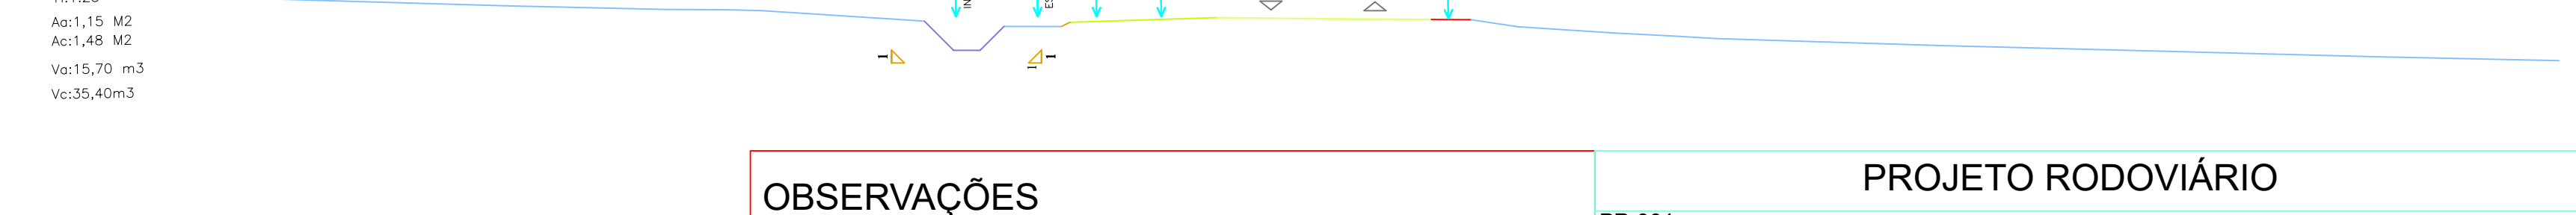 Aa:1,15 M2
Ac:1,48 M2
Va:15,70 m3
Vc:35,40m3
1
1
1
PROJETO RODOVIÁRIO
OBSERVAÇÕES